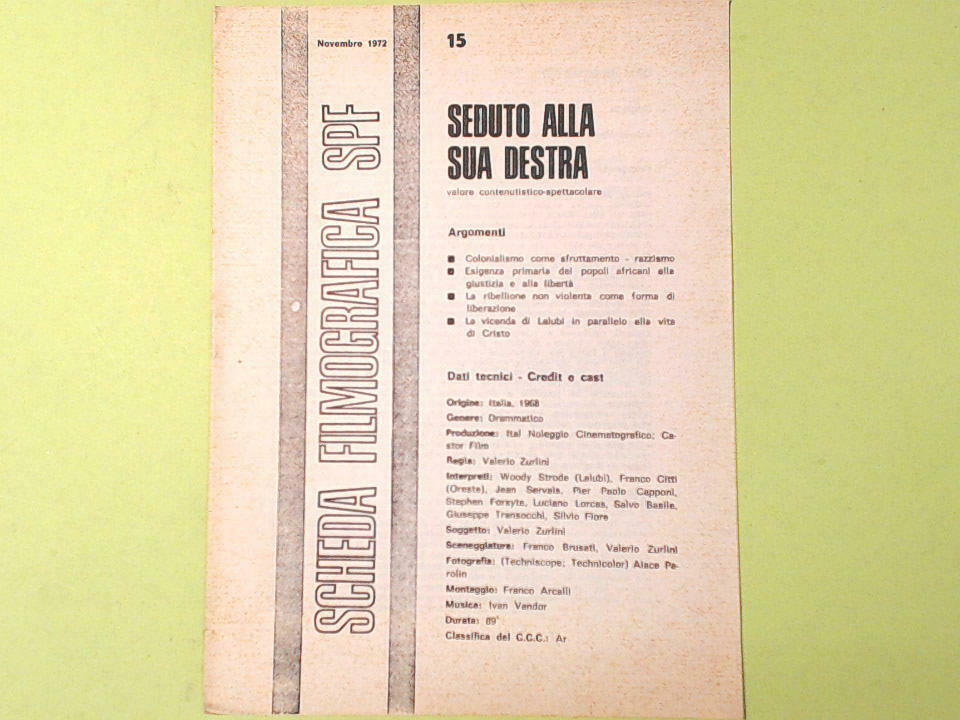 Novembre 1972
15
SCHEDA FILMOGRAFICA SPF
SEDUTO ALLA
SUA DESTRA
valore contenutistico-spettacolare
Argomenti
Colonialismo come sfruttamento - razzismo
Esigenza primaria dei popoli africani alla
giustizia e alla libertà
La ribellione non violenta come forma di
liberazione
La vicenda di Lalubi in parallelo alla vita
di Cristo
Dati tecnici - Credit e cast
Origine: Italia, 1968
Genere: Drammatico
Produzione: Ital Noleggio Cinematografico; Ca-
stor Film
Regia: Valerio Zurlini
Interpreti: Woody Strode (Lalubi), Franco Citti
(Oreste), Jean Servais, Pier Paolo Capponi,
Stephen Forsyte, Luciano Lorcas, Salvo Basile,
Giuseppe Transocchi, Silvio Fiore
Soggetto: Valerio Zurlini
Sceneggiatura: Franco Brusati, Valerio Zurlini
Fotografia: (Techniscope; Technicolor) Aiace Pa-
rolin
Montaggio: Franco Arcalli
Musica: Ivan Vandor
Durata: 89'
Classifica del C.C.C.: Ar